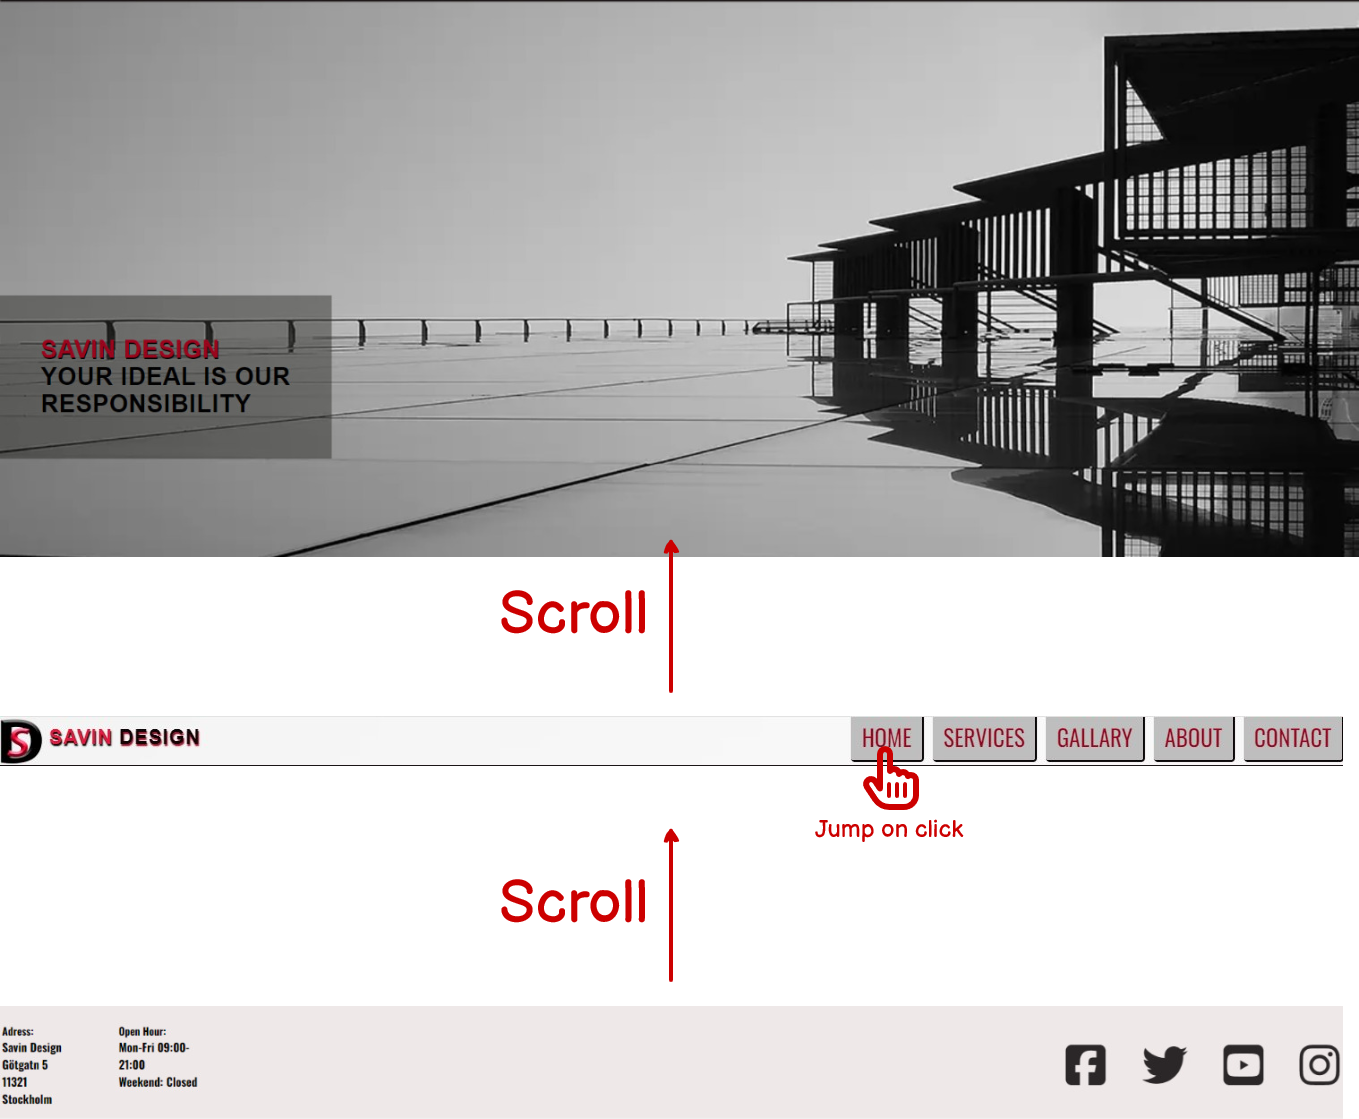 SAVIN DESIGN
YOUR IDEAL IS OUR
RESPONSIBILITY
Scroll
SAVIN DESIGN
HOME SERVICES GALLARY ABOUT CONTACT
Jump on click
Scroll
Adress:
Savin Design
Götgatn 5
11321
Stockholm
Open Hour:
Mon-Fri 09:00-
21:00
Weekend: Closed